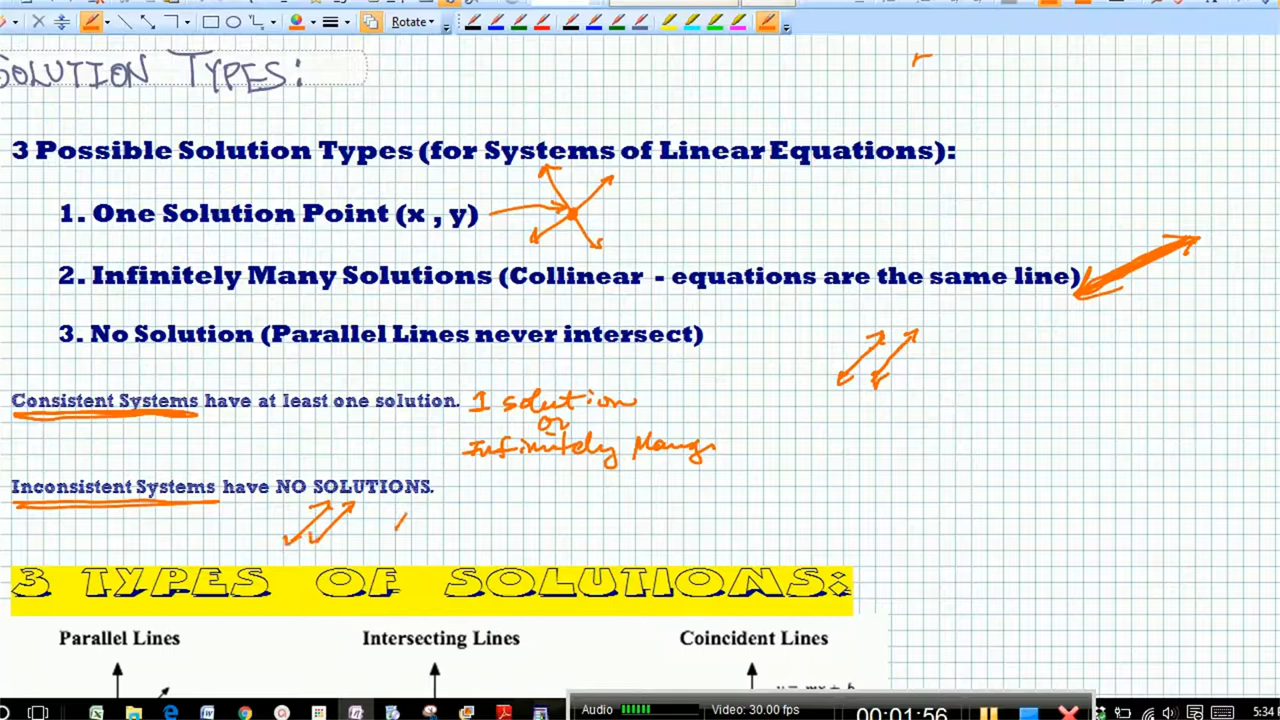 Rotate
SOLUTION TYPES:
3 Possible Solution Types (for Systems of Linear Equations):
1. One Solution Point (x , y)
2. Infinitely Many Solutions (Collinear - equations are the same line)
3. No Solution (Parallel Lines never intersect)
Consistent Systems have at least one solution. 1 solution
or
Infinitely Many
Inconsistent Systems have NO SOLUTIONS.
3 TYPES OF SOLUTIONS:
Parallel Lines Intersecting Lines Coincident Lines
y = mx + b
Audio Video: 30.00 fps 00:01:56
5:34